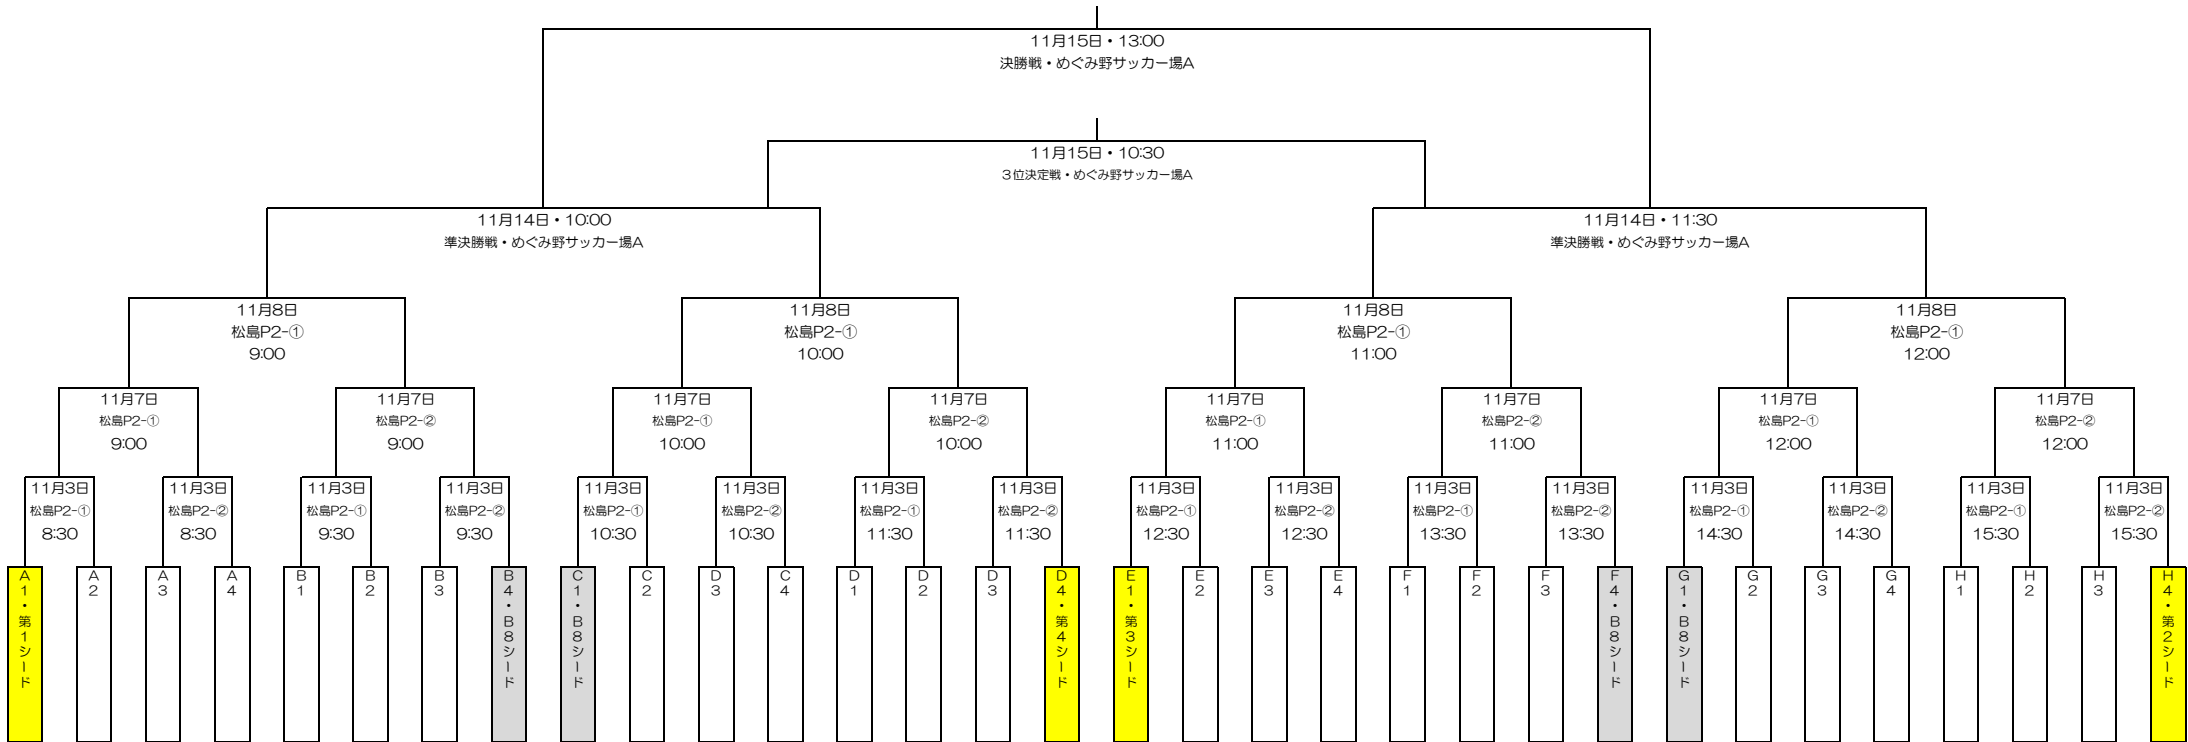 11月15日・13:00
決勝戦・めぐみ野サッカー場A
11月15日・10:30
３位決定戦・めぐみ野サッカー場A
11月14日・10:00
準決勝戦・めぐみ野サッカー場A
11月14日・11:30
準決勝戦・めぐみ野サッカー場A
11月8日
松島P2-①
9:00
11月8日
松島P2-①
10:00
11月8日
松島P2-①
11:00
11月8日
松島P2-①
12:00
11月7日
松島P2-①
9:00
11月7日
松島P2-②
9:00
11月7日
松島P2-①
10:00
11月7日
松島P2-②
10:00
11月7日
松島P2-①
11:00
11月7日
松島P2-②
11:00
11月7日
松島P2-①
12:00
11月7日
松島P2-②
12:00
11月3日
松島P2-①
8:30
11月3日
松島P2-②
8:30
11月3日
松島P2-①
9:30
11月3日
松島P2-②
9:30
11月3日
松島P2-①
10:30
11月3日
松島P2-②
10:30
11月3日
松島P2-①
11:30
11月3日
松島P2-②
11:30
11月3日
松島P2-①
12:30
11月3日
松島P2-②
12:30
11月3日
松島P2-①
13:30
11月3日
松島P2-②
13:30
11月3日
松島P2-①
14:30
11月3日
松島P2-②
14:30
11月3日
松島P2-①
15:30
11月3日
松島P2-②
15:30
A1・第1シード
A2
A3
A4
B1
B2
B3
B4・B8シード
C1・B8シード
C2
D3
C4
D1
D2
D3
D4・第4シード
E1・第3シード
E2
E3
E4
F1
F2
F3
F4・B8シード
G1・B8シード
G2
G3
G4
H1
H2
H3
H4・第2シード